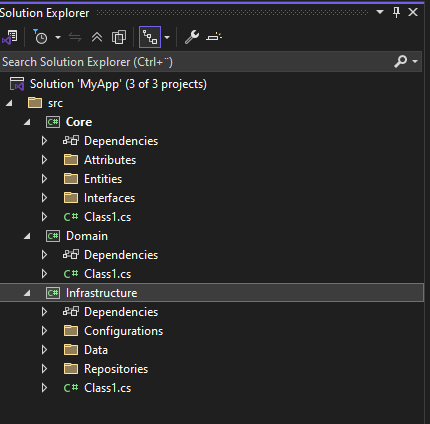 Solution Explorer
Search Solution Explorer (Ctrl+¨)
Solution 'MyApp' (3 of 3 projects)
src
C# Core
Dependencies
Attributes
Entities
Interfaces
C# Class1.cs
C# Domain
Dependencies
C# Class1.cs
C# Infrastructure
Dependencies
Configurations
Data
Repositories
C# Class1.cs